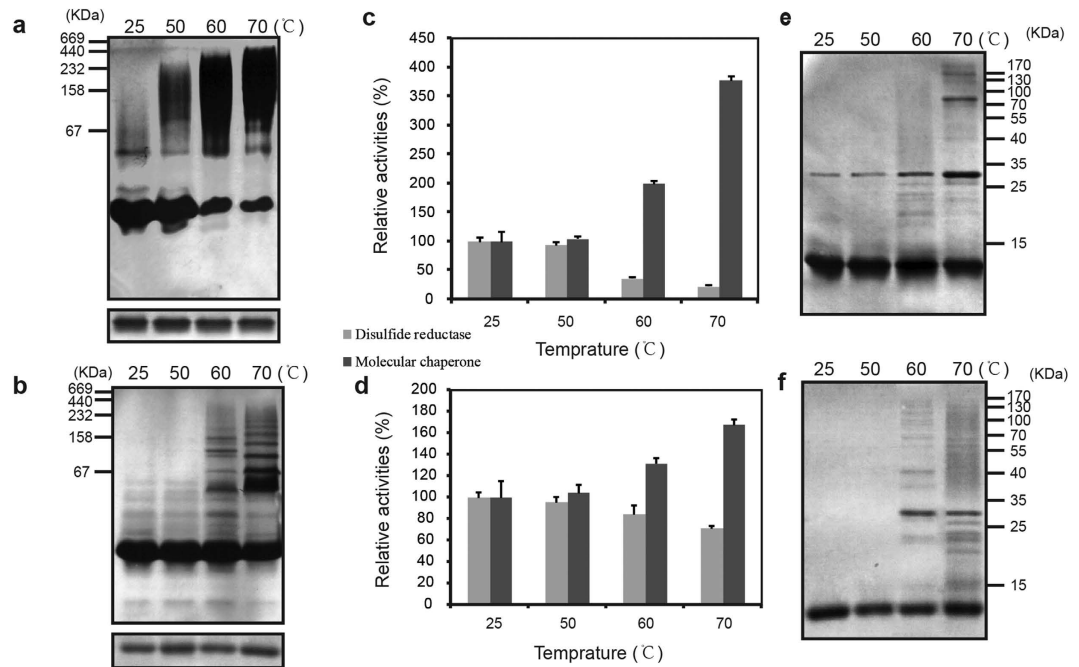 a
(KDa)
25 50 60 70 (℃)
669
440
232
158
67
b
(KDa)
25 50 60 70 (℃)
669
440
232
158
67
c
Relative activities (%)
450
400
350
300
250
200
150
100
50
0
25 50 60 70
Temprature (℃)
Disulfide reductase
Molecular chaperone
d
Relative activities (%)
200
180
160
140
120
100
80
60
40
20
0
25 50 60 70
Temprature (℃)
e
25 50 60 70 (℃)
(KDa)
170
130
100
70
55
40
35
25
15
f
25 50 60 70 (℃)
(KDa)
170
130
100
70
55
40
35
25
15